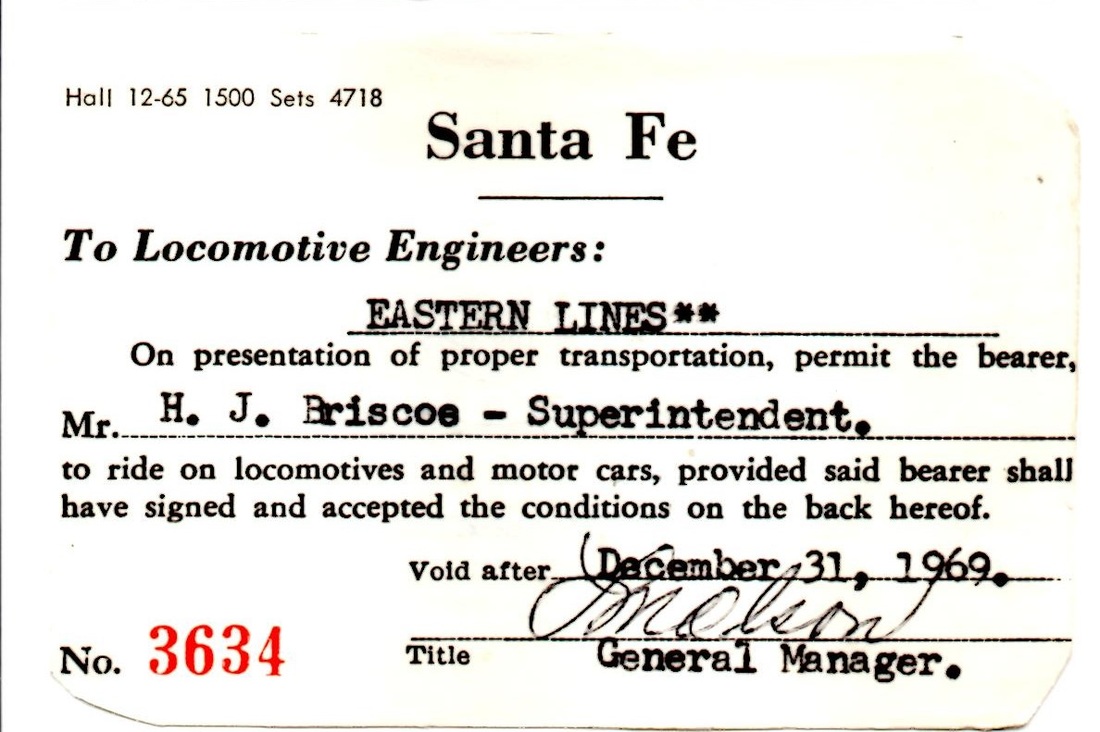 Hall 12-65 1500 Sets 4718
Santa Fe
To Locomotive Engineers:
EASTERN LINES**
On presentation of proper transportation, permit the bearer,
Mr. H. J. Briscoe - Superintendent.
to ride on locomotives and motor cars, provided said bearer shall
have signed and accepted the conditions on the back hereof.
Void after December 31, 1969.
No. 3634
Title General Manager.